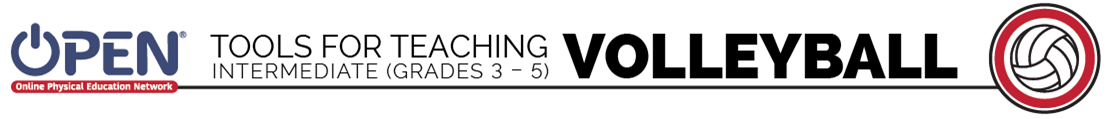 OPEN®
Online Physical Education Network
TOOLS FOR TEACHING
INTERMEDIATE (GRADES 3 – 5)
VOLLEYBALL